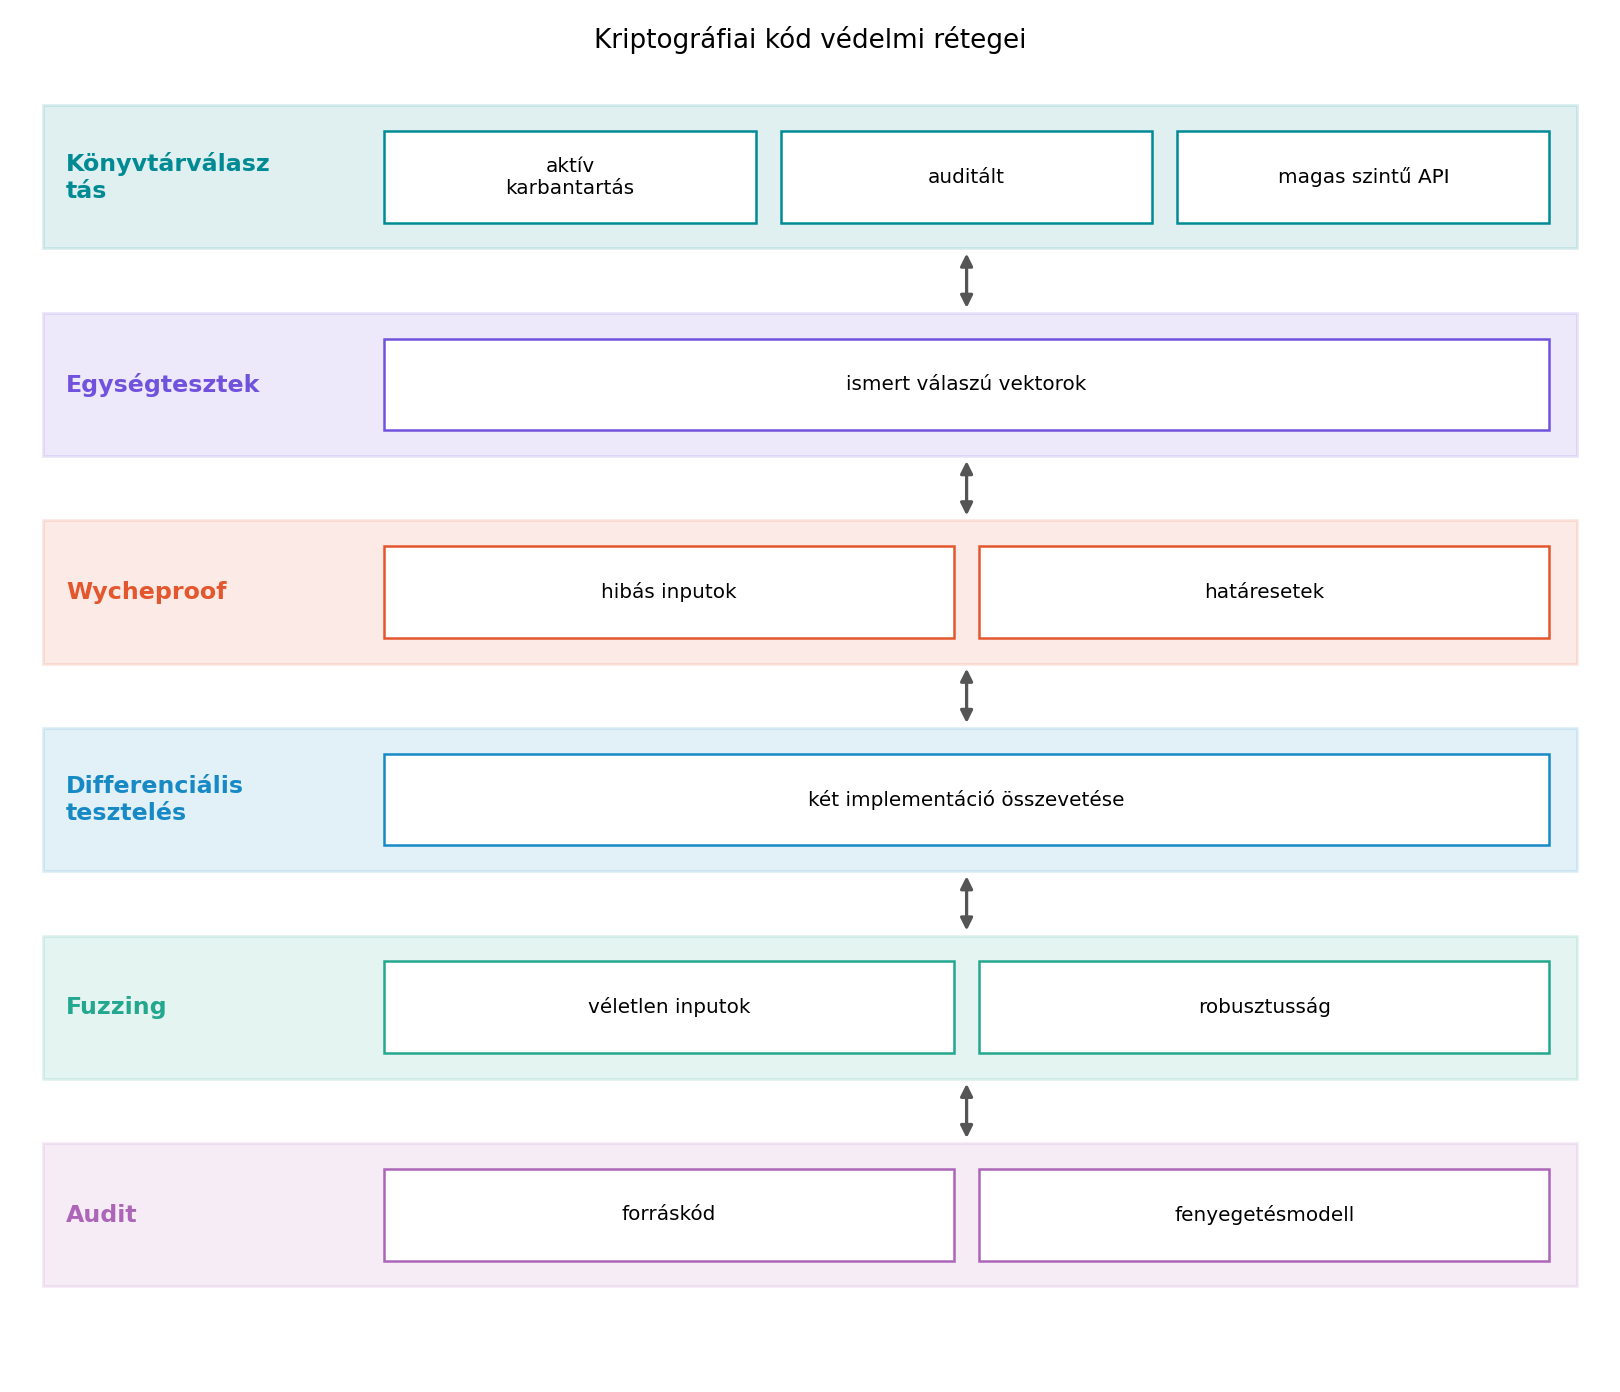 Kriptográfiai kód védelmi rétegei
Könyvtárválasz
tás
aktív
karbantartás
auditált
magas szintű API
Egységtesztek
ismert válaszú vektorok
Wycheproof
hibás inputok
határesetek
Differenciális
tesztelés
két implementáció összevetése
Fuzzing
véletlen inputok
robusztusság
Audit
forráskód
fenyegetésmodell